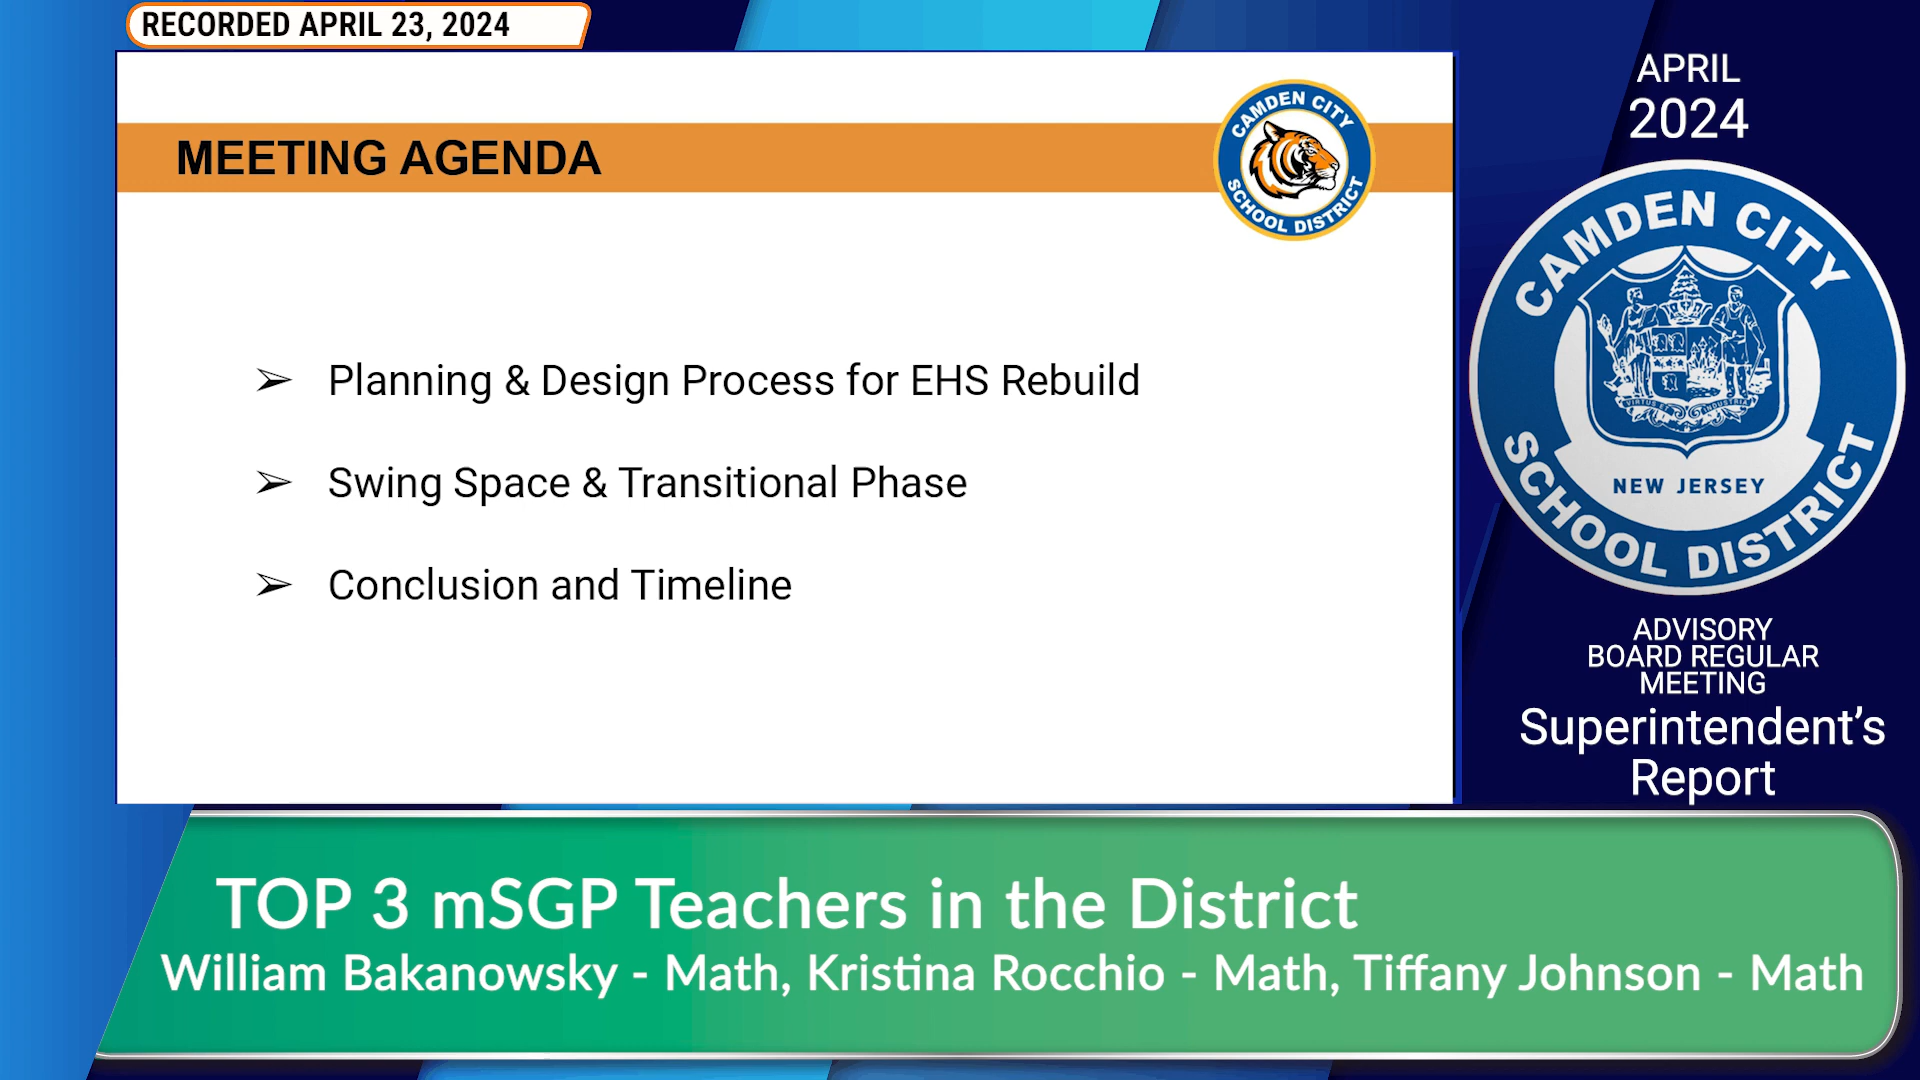 RECORDED APRIL 23, 2024
MEETING AGENDA
CAMDEN CITY
SCHOOL DISTRICT
➢ Planning & Design Process for EHS Rebuild
➢ Swing Space & Transitional Phase
➢ Conclusion and Timeline
APRIL
2024
CAMDEN CITY
NEW JERSEY
SCHOOL DISTRICT
ADVISORY
BOARD REGULAR
MEETING
Superintendent’s
Report
TOP 3 mSGP Teachers in the District
William Bakanowsky - Math, Kristina Rocchio - Math, Tiffany Johnson - Math